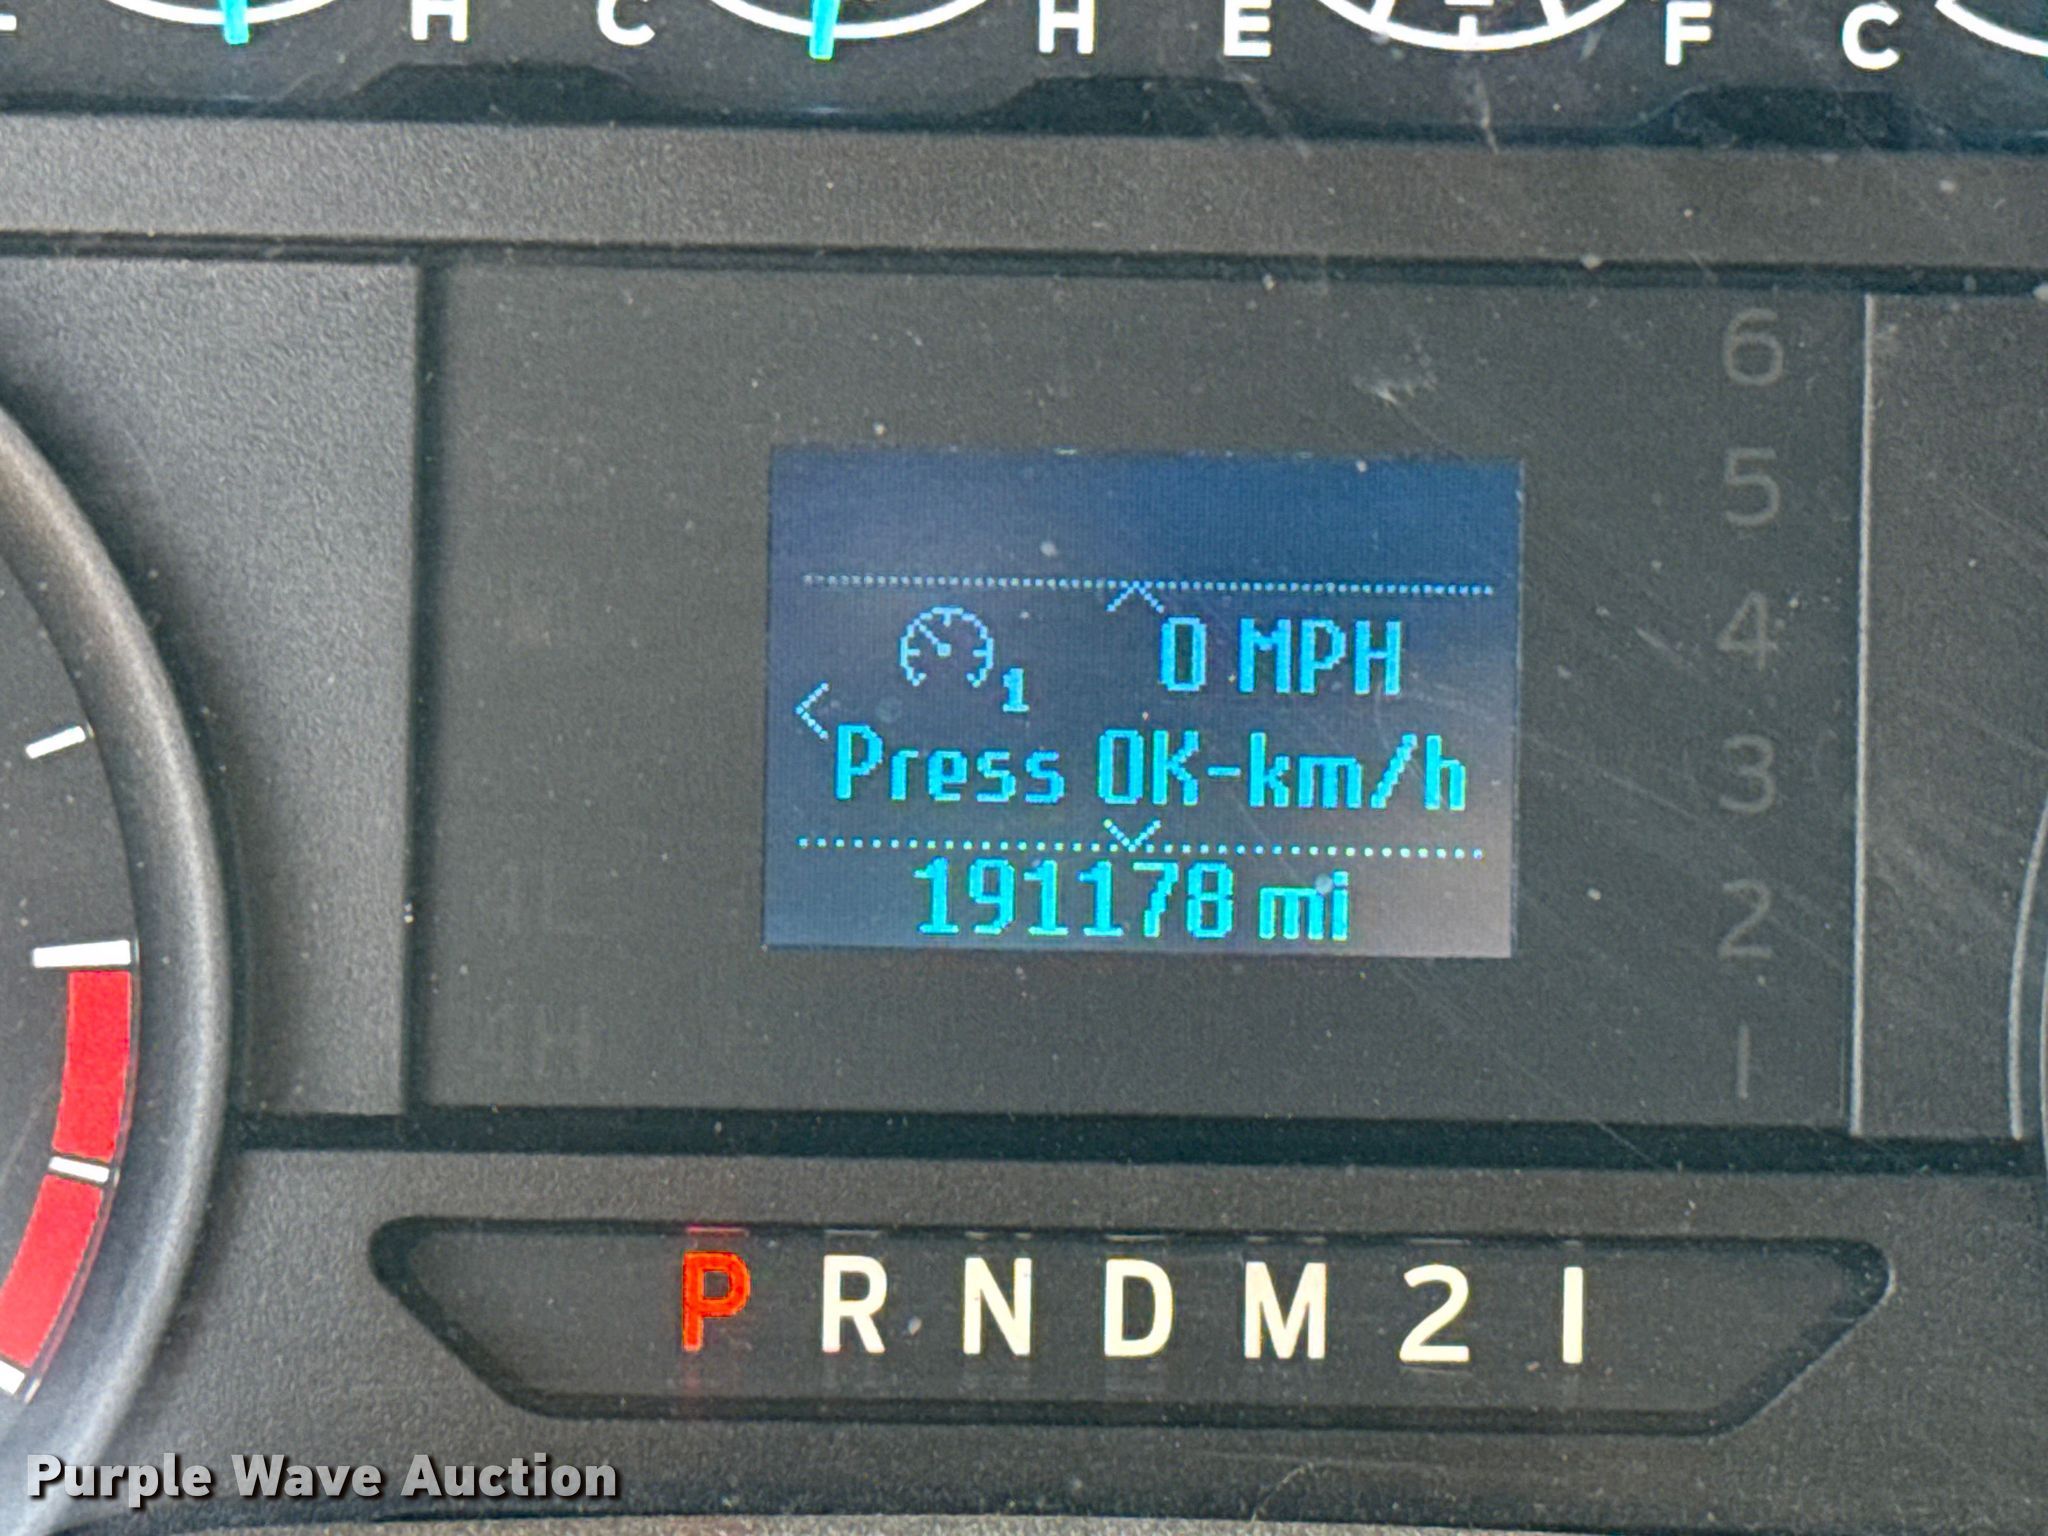 H C H E F C
6
5
4
3
2
1
1 0 MPH
Press OK-km/h
191178 mi
P R N D M 2 1
Purple Wave Auction